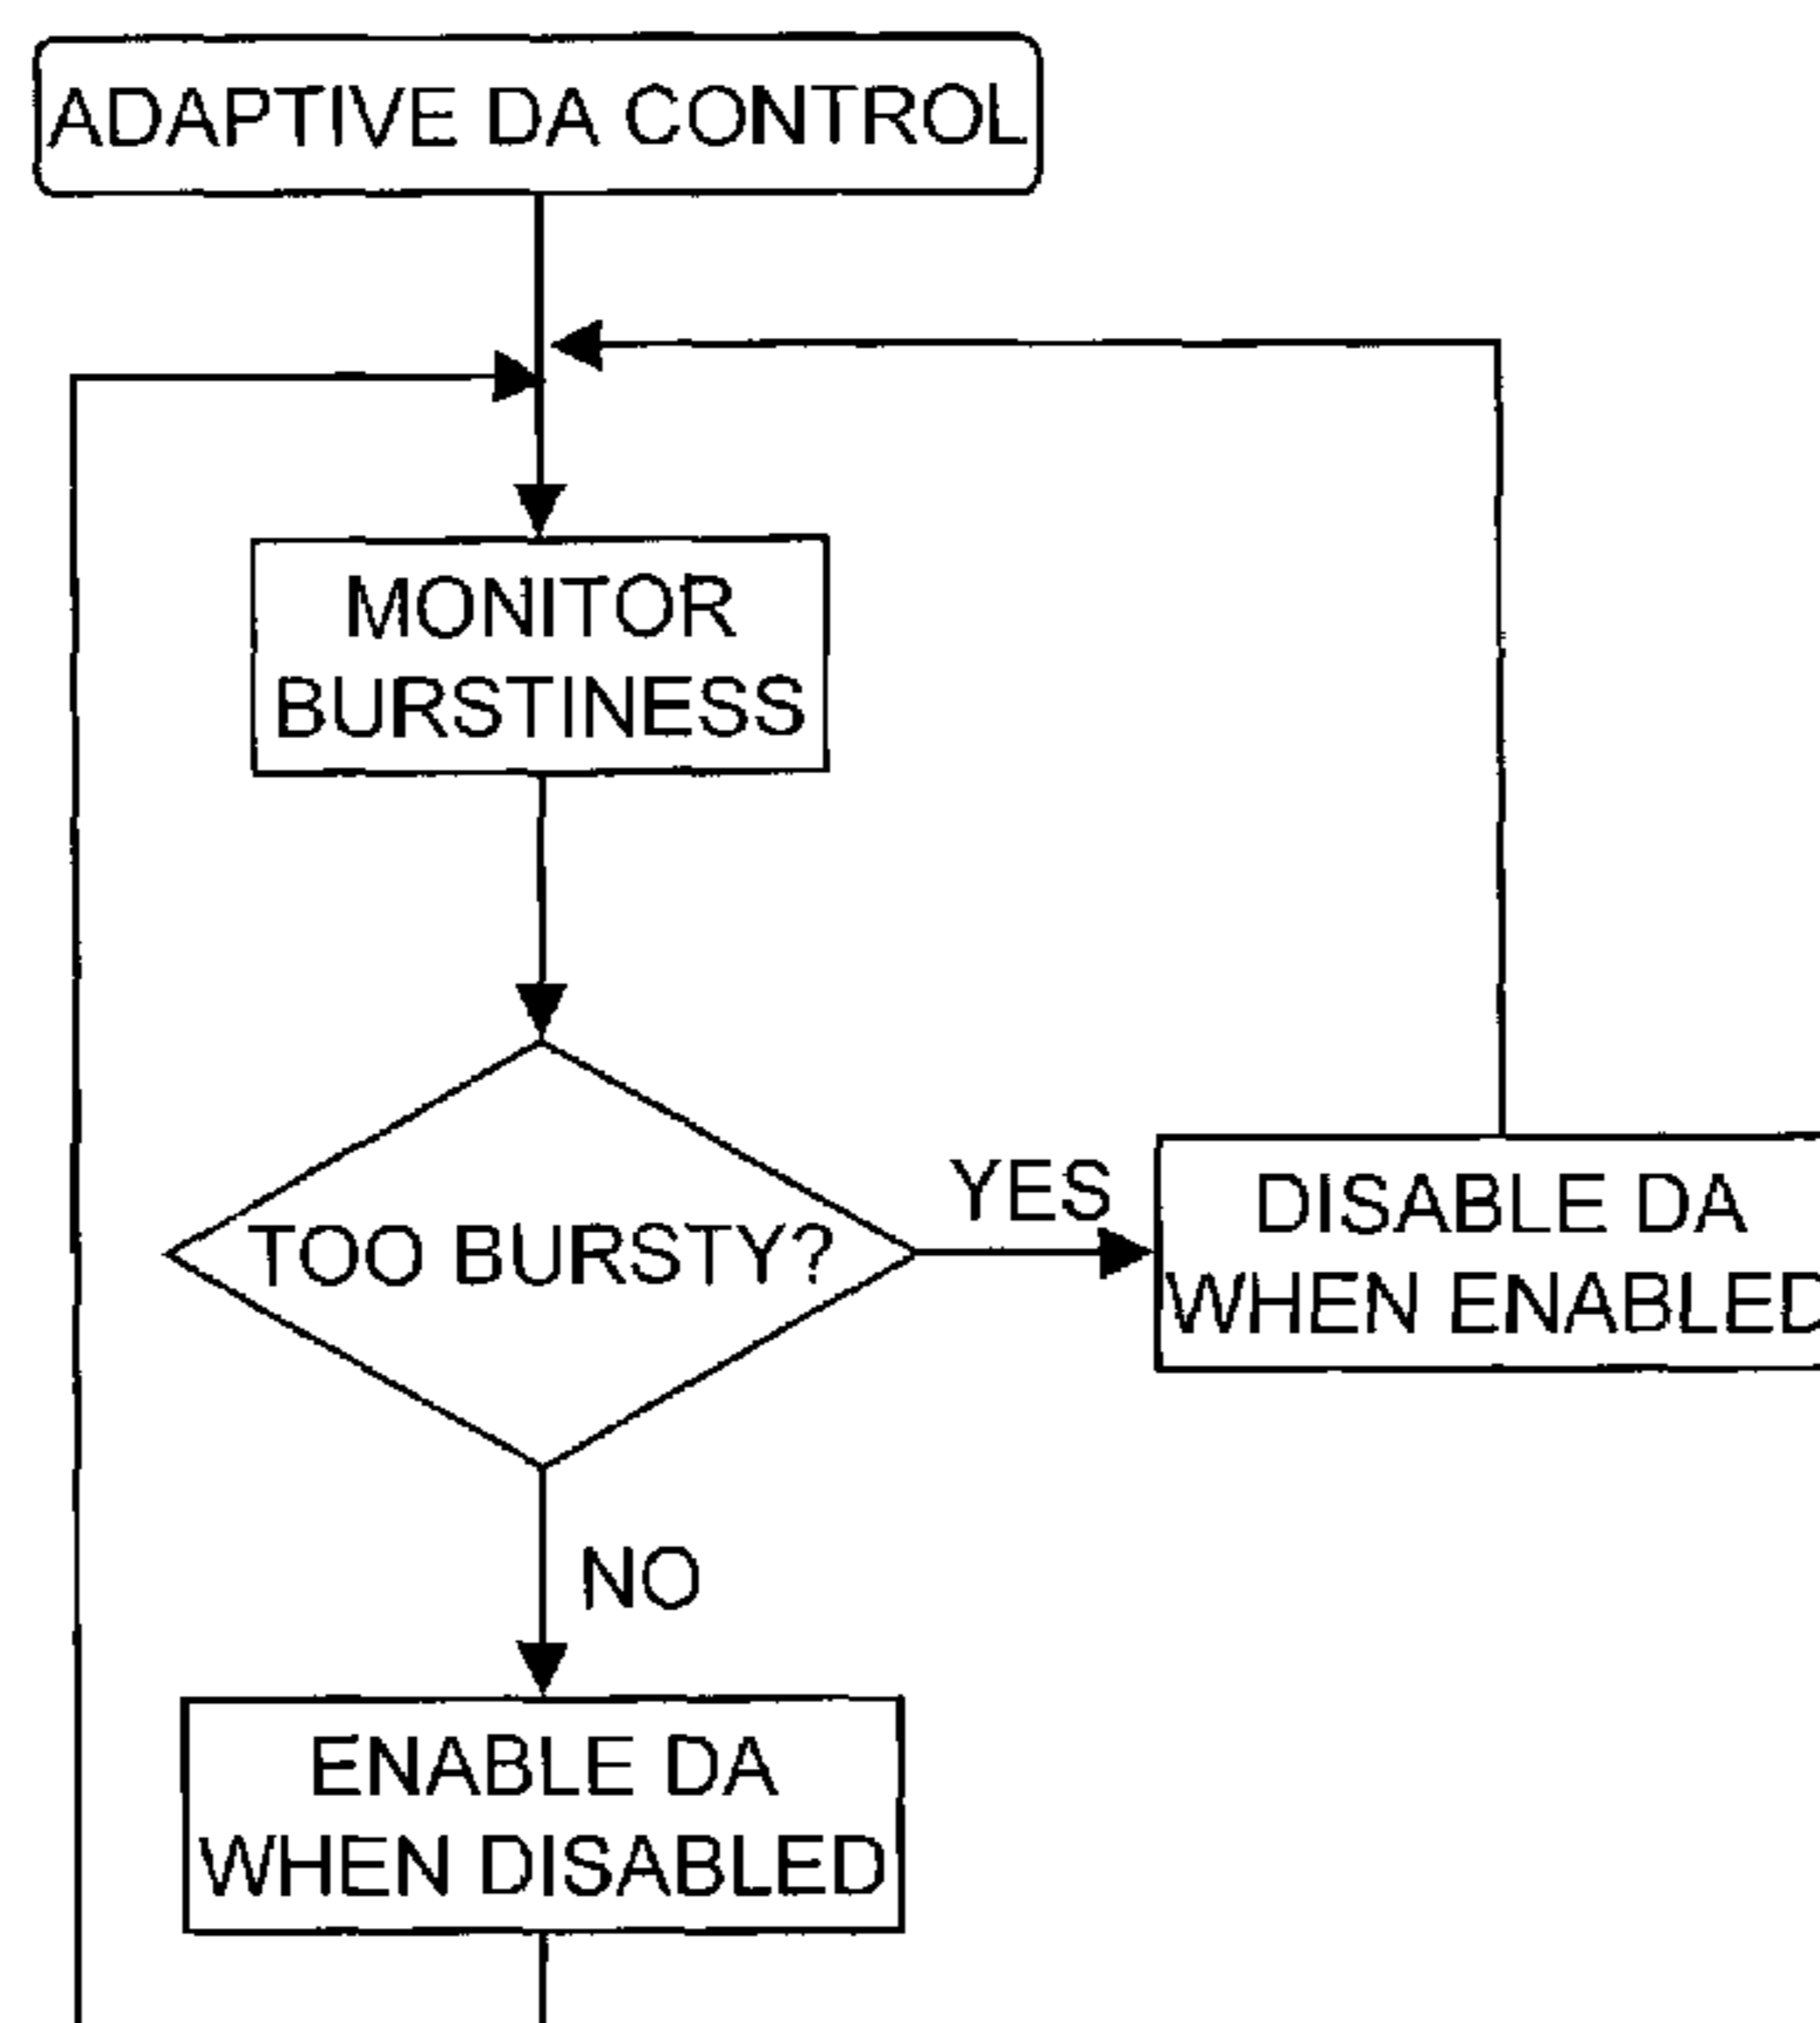 ADAPTIVE DA CONTROL
MONITOR
BURSTINESS
TOO BURSTY?
YES
DISABLE DA
WHEN ENABLED
NO
ENABLE DA
WHEN DISABLED